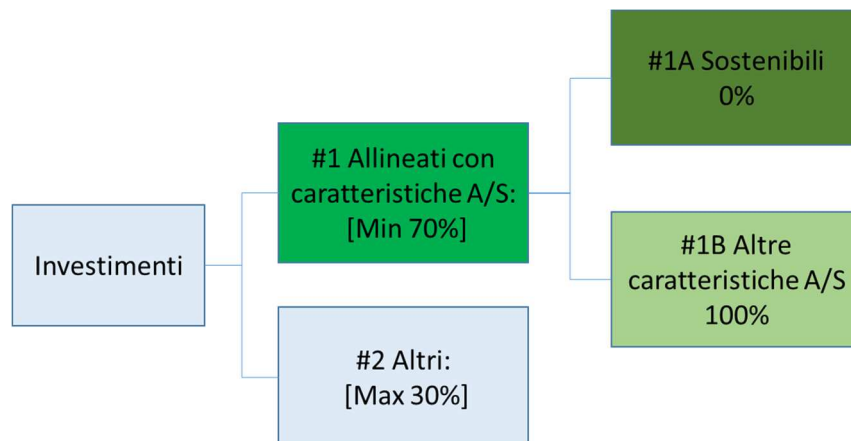 Investimenti
#1 Allineati con
caratteristiche A/S:
[Min 70%]
#2 Altri:
[Max 30%]
#1A Sostenibili
0%
#1B Altre
caratteristiche A/S
100%